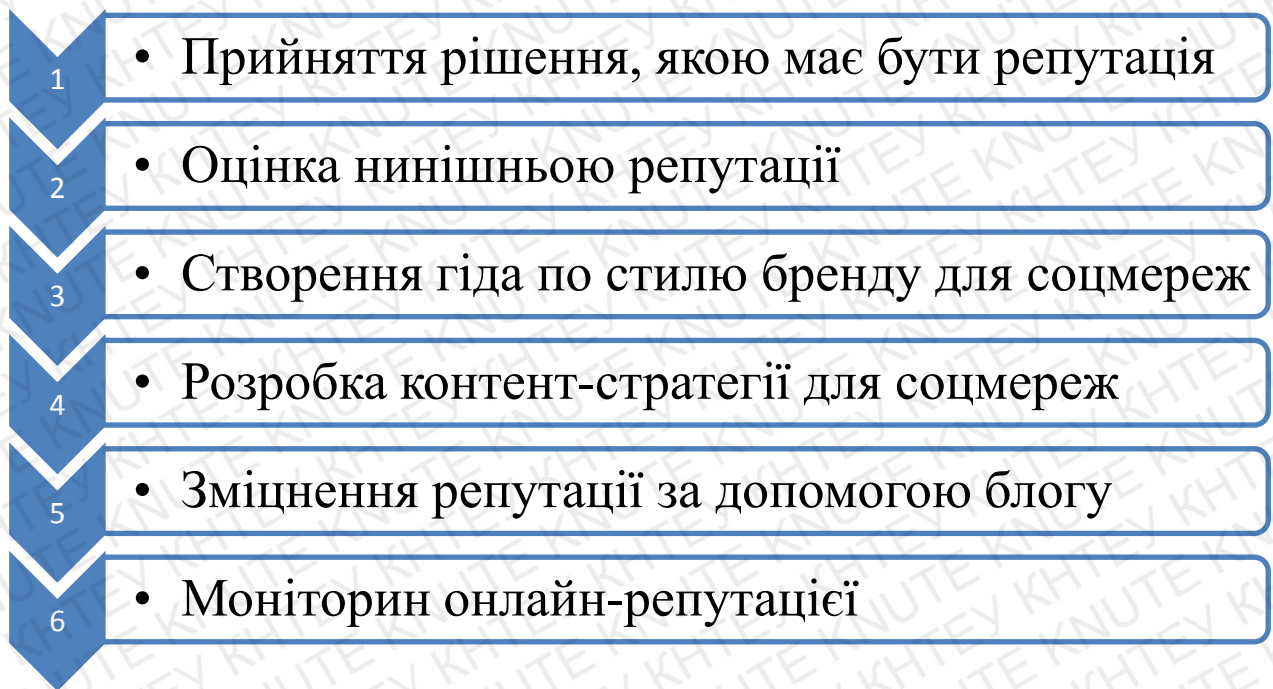 1
• Прийняття рішення, якою має бути репутація
2
• Оцінка нинішньою репутації
3
• Створення гіда по стилю бренду для соцмереж
4
• Розробка контент-стратегії для соцмереж
5
• Зміцнення репутації за допомогою блогу
6
• Моніторин онлайн-репутацієї